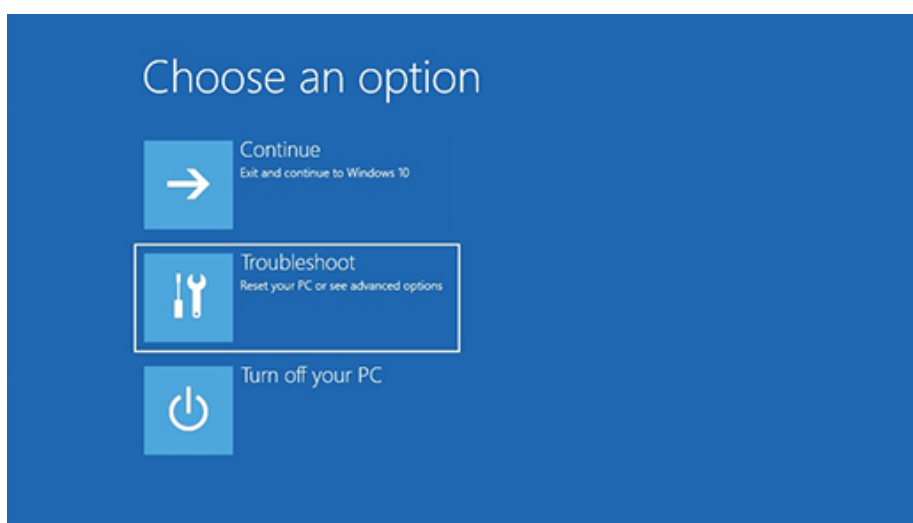 Choose an option
Continue
Exit and continue to Windows 10
Troubleshoot
Reset your PC or see advanced options
Turn off your PC